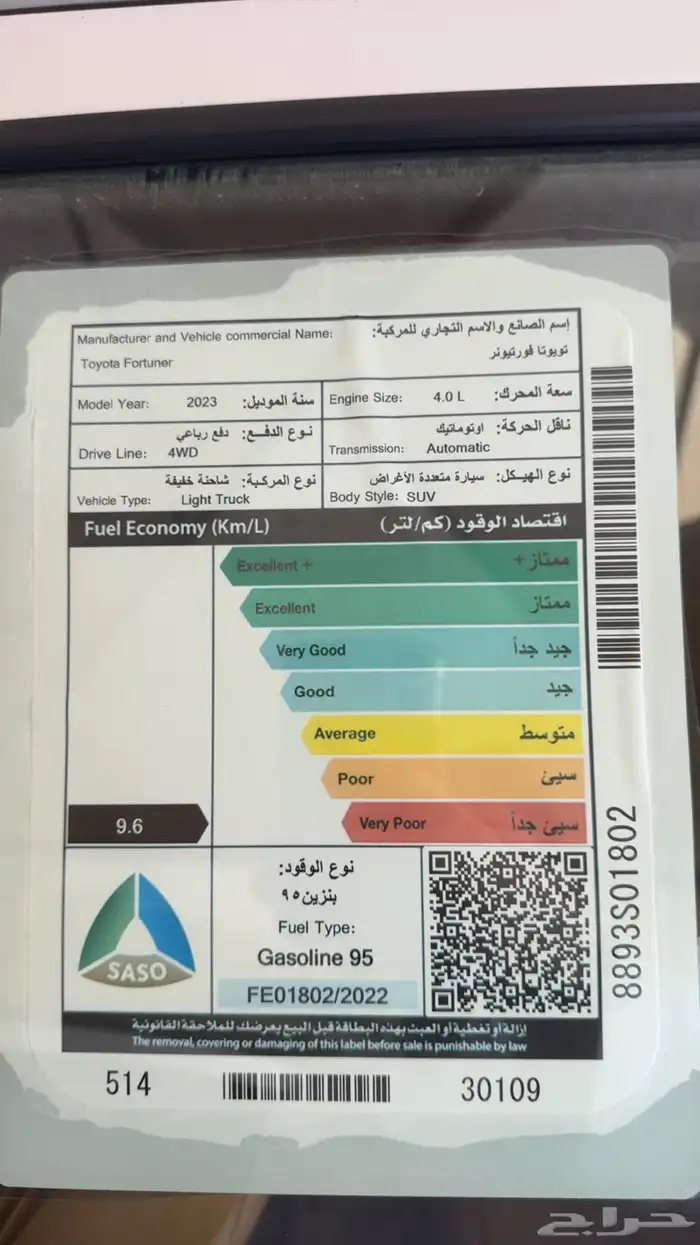 Manufacturer and Vehicle commercial Name: إسم الصانع والاسم التجاري للمركبة:
Toyota Fortuner تويوتا فورتيونر
Model Year: 2023 سنة الموديل:
Engine Size: 4.0 L سعة المحرك:
نوع الدفـــع: دفع رباعي
Drive Line: 4WD
ناقل الحركة: اوتوماتيك
Transmission: Automatic
نوع المركبة: شاحنة خفيفة
Vehicle Type: Light Truck
نوع الهيكل: سيارة متعددة الأغراض
Body Style: SUV
Fuel Economy (Km/L) اقتصاد الوقود (كم/لتر)
Excellent + ممتاز +
Excellent ممتاز
Very Good جيد جداً
Good جيد
Average متوسط
Poor سيئ
9.6
Very Poor سيئ جداً
SASO
نوع الوقود:
بنزين ٩٥
Fuel Type:
Gasoline 95
FE01802/2022
إزالة أو تغطية أو العبث بهذه البطاقة قبل البيع يعرضك للملاحقة القانونية
The removal, covering or damaging of this label before sale is punishable by law
514
30109
8893S01802
حراج